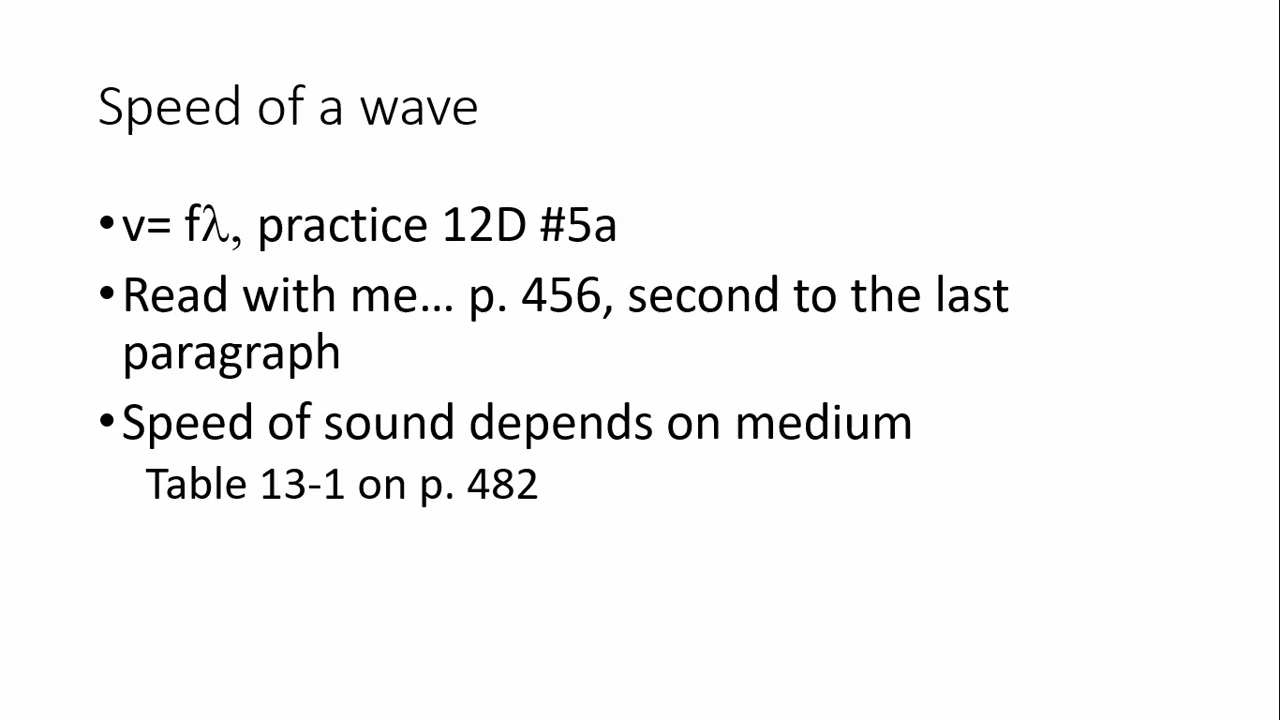 Speed of a wave
•v= fλ, practice 12D #5a
•Read with me… p. 456, second to the last
paragraph
•Speed of sound depends on medium
Table 13-1 on p. 482